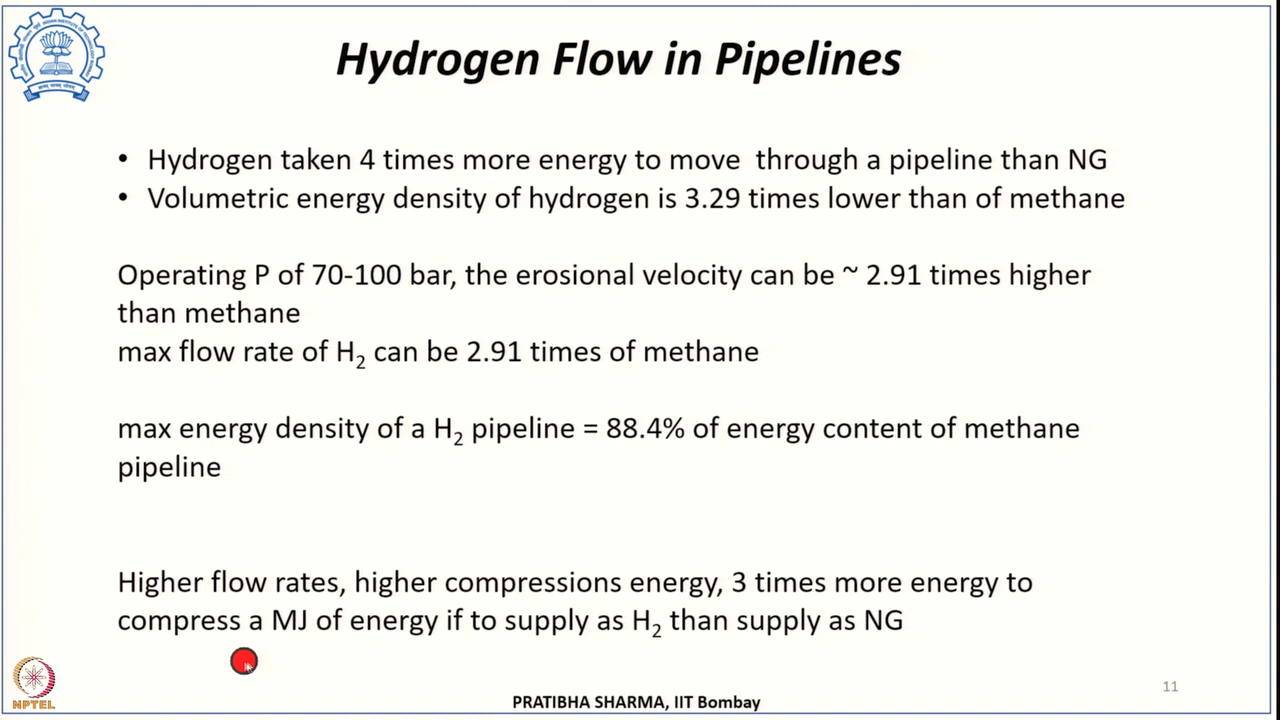 Hydrogen Flow in Pipelines
• Hydrogen taken 4 times more energy to move through a pipeline than NG
• Volumetric energy density of hydrogen is 3.29 times lower than of methane
Operating P of 70-100 bar, the erosional velocity can be ~ 2.91 times higher
than methane
max flow rate of H₂ can be 2.91 times of methane
max energy density of a H₂ pipeline = 88.4% of energy content of methane
pipeline
Higher flow rates, higher compressions energy, 3 times more energy to
compress a MJ of energy if to supply as H₂ than supply as NG
NPTEL
PRATIBHA SHARMA, IIT Bombay
11